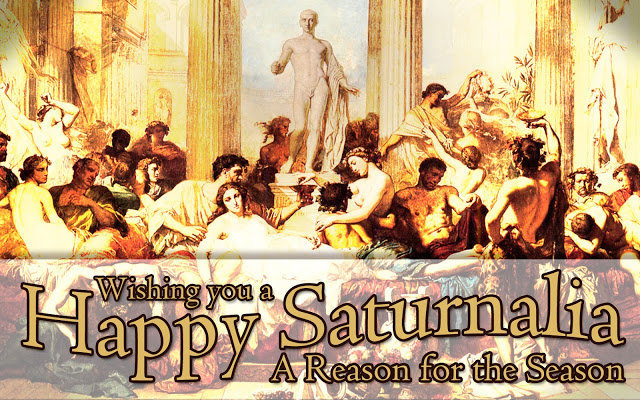 Wishing you a
Happy Saturnalia
A Reason for the Season